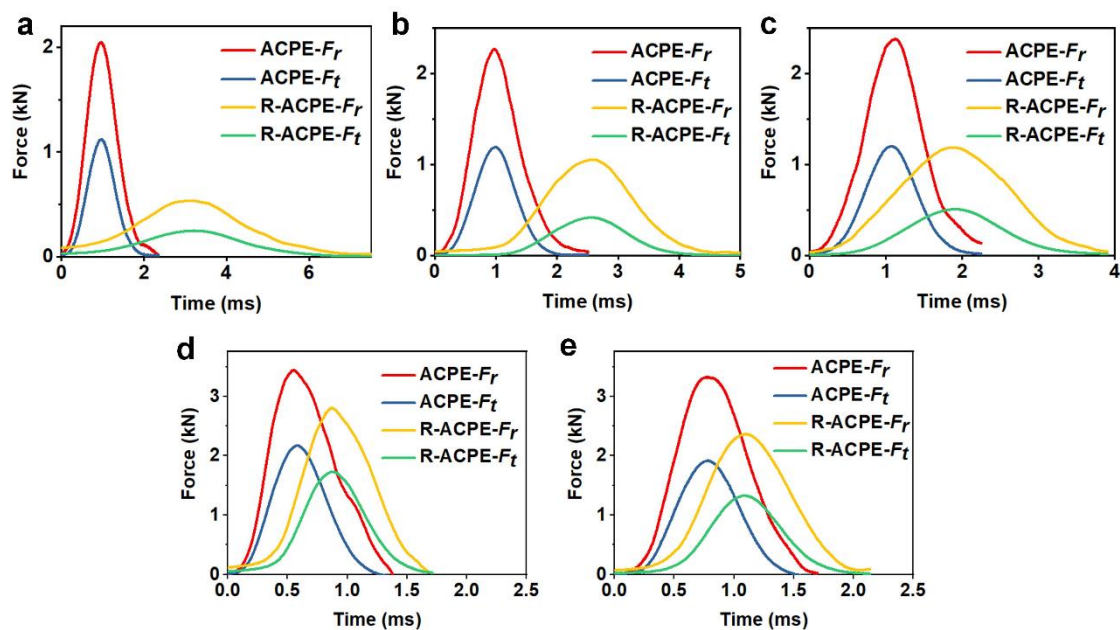 a
Force (kN)
2
1
0
ACPE-Fr
ACPE-Ft
R-ACPE-Fr
R-ACPE-Ft
0 2 4 6
Time (ms)
b
Force (kN)
2
1
0
ACPE-Fr
ACPE-Ft
R-ACPE-Fr
R-ACPE-Ft
0 1 2 3 4 5
Time (ms)
c
Force (kN)
2
1
0
ACPE-Fr
ACPE-Ft
R-ACPE-Fr
R-ACPE-Ft
0 1 2 3 4
Time (ms)
d
Force (kN)
3
2
1
0
ACPE-Fr
ACPE-Ft
R-ACPE-Fr
R-ACPE-Ft
0.0 0.5 1.0 1.5 2.0 2.5
Time (ms)
e
Force (kN)
3
2
1
0
ACPE-Fr
ACPE-Ft
R-ACPE-Fr
R-ACPE-Ft
0.0 0.5 1.0 1.5 2.0 2.5
Time (ms)